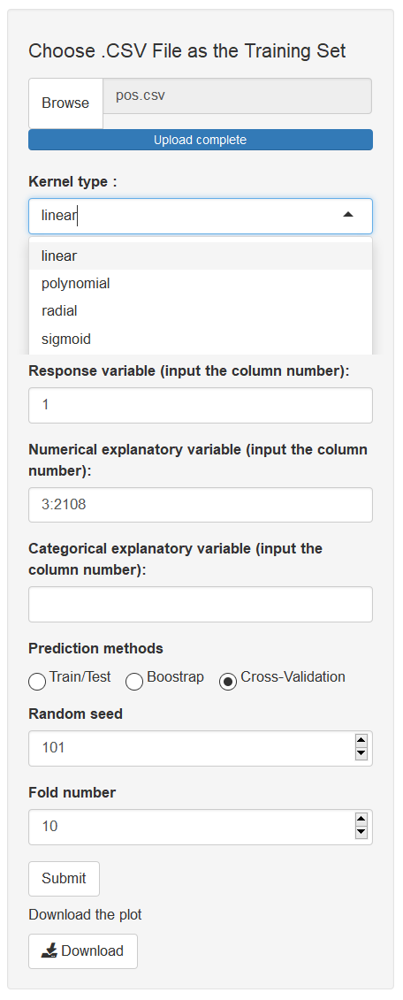 Choose .CSV File as the Training Set
Browse
pos.csv
Upload complete
Kernel type :
linear
linear
polynomial
radial
sigmoid
Response variable (input the column number):
1
Numerical explanatory variable (input the column
number):
3:2108
Categorical explanatory variable (input the
column number):
Prediction methods
Train/Test Boostrap Cross-Validation
Random seed
101
Fold number
10
Submit
Download the plot
Download